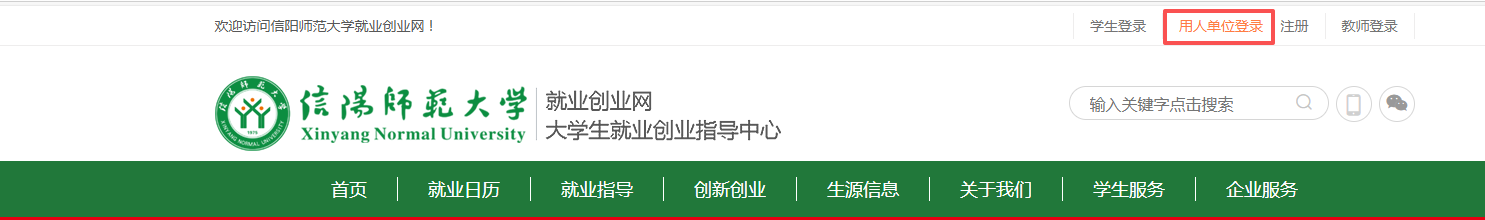 欢迎访问信阳师范大学就业创业网！
学生登录 用人单位登录 注册 教师登录
信陽師範大学
Xinyang Normal University
就业创业网
大学生就业创业指导中心
输入关键字点击搜索
首页 就业日历 就业指导 创新创业 生源信息 关于我们 学生服务 企业服务